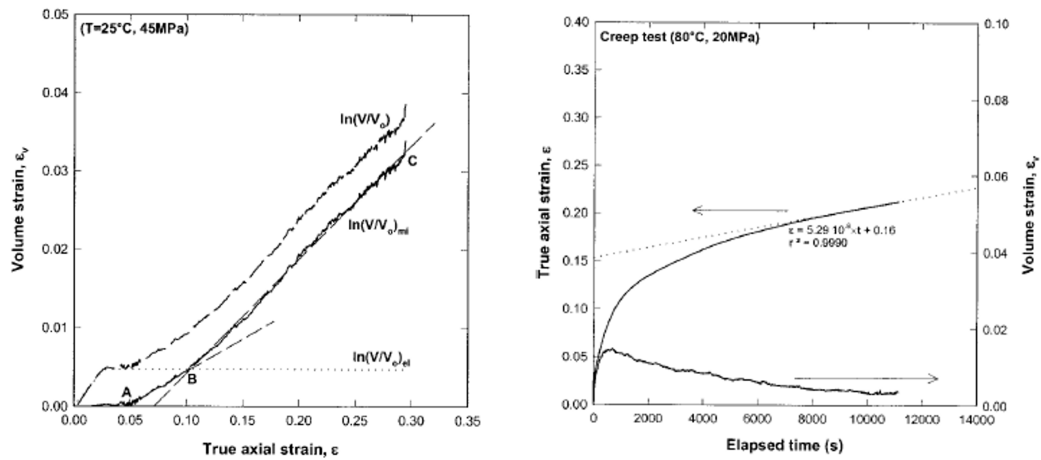 (T=25°C, 45MPa)
0.05
0.04
0.03
0.02
0.01
0.00
Volume strain, εv
ln(V/Vo)
C
ln(V/Vo)mi
ln(V/Vo)el
A
B
0.00 0.05 0.10 0.15 0.20 0.25 0.30 0.35
True axial strain, ε
Creep test (80°C, 20MPa)
0.40
0.35
0.30
0.25
0.20
0.15
0.10
0.05
0.00
True axial strain, ε
ε = 5.29 10⁻⁶×t + 0.16
r² = 0.9990
0.10
0.08
0.06
0.04
0.02
0.00
Volume strain, εv
0 2000 4000 6000 8000 10000 12000 14000
Elapsed time (s)